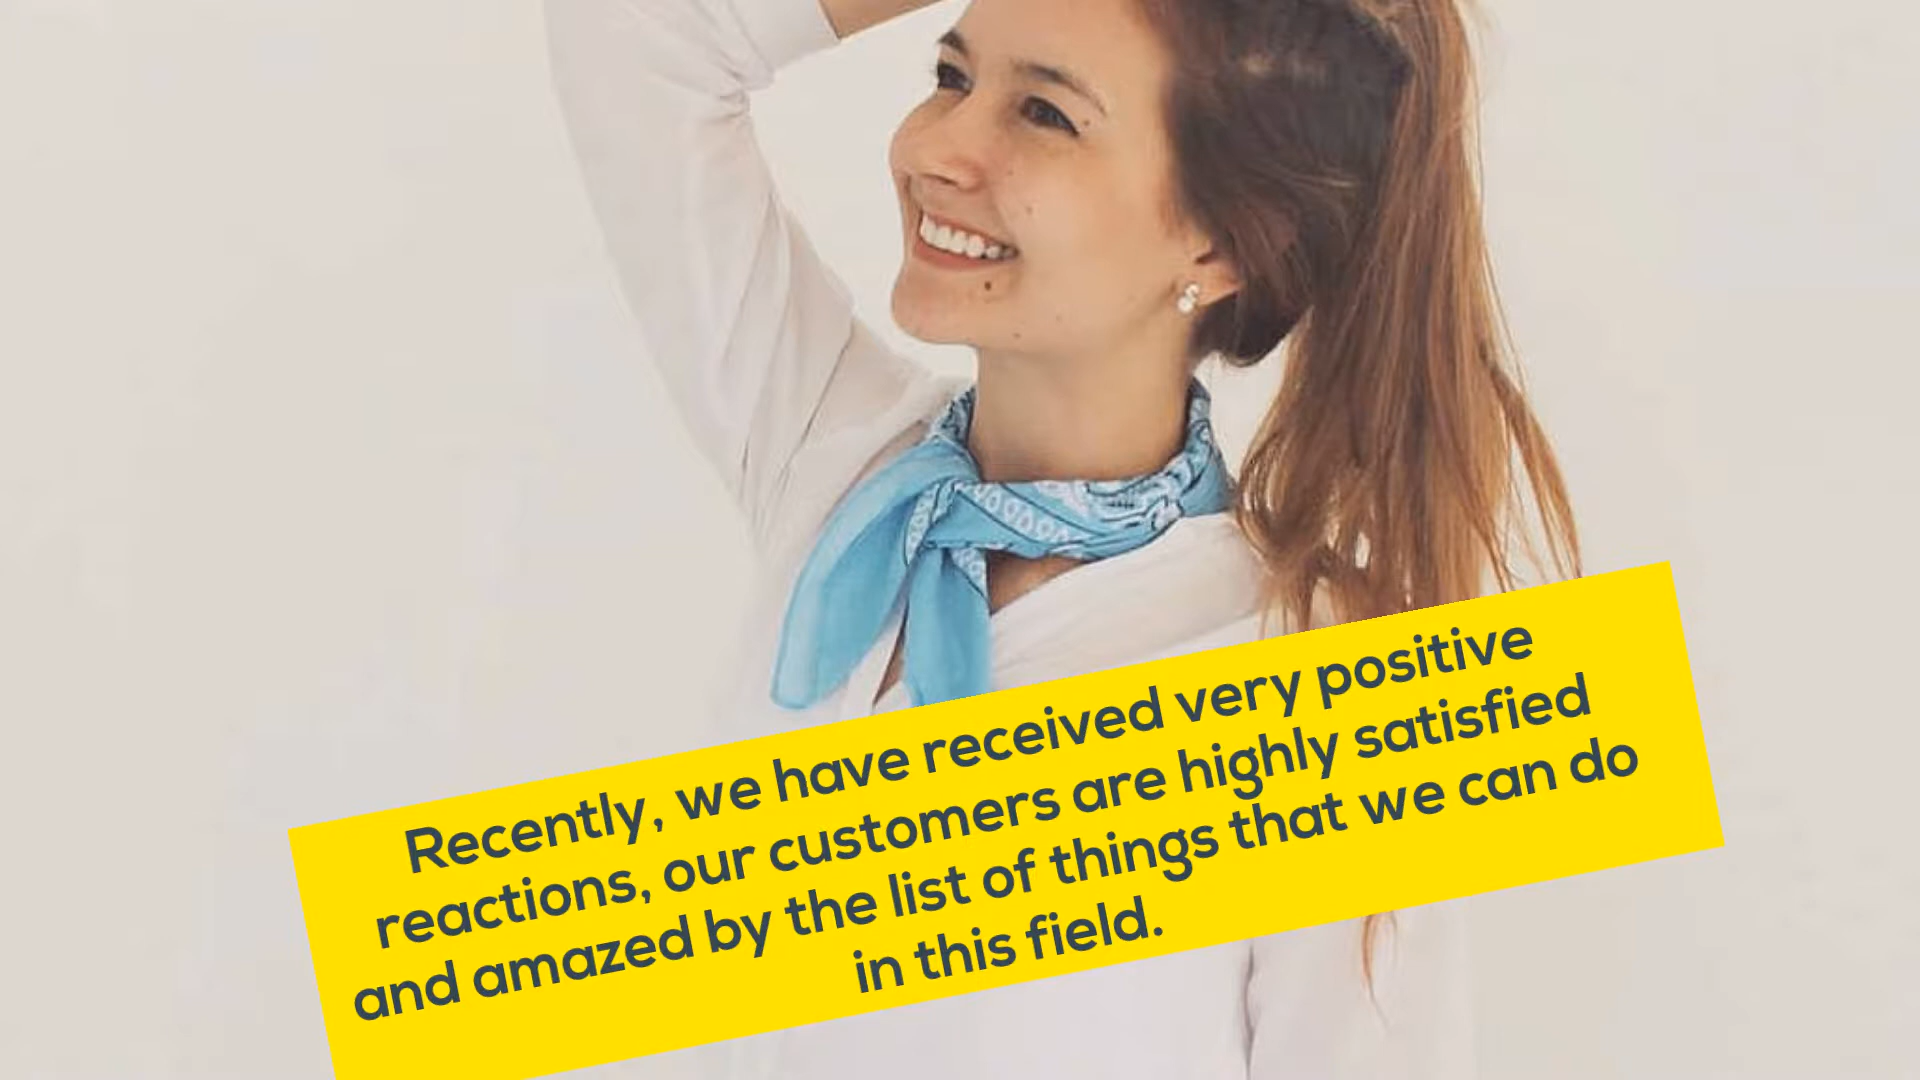 Recently, we have received very positive
reactions, our customers are highly satisfied
and amazed by the list of things that we can do
in this field.